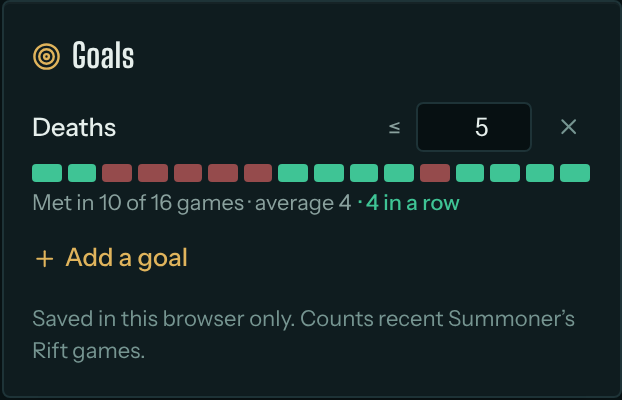 Goals
Deaths ≤ 5 ×
Met in 10 of 16 games · average 4 · 4 in a row
+ Add a goal
Saved in this browser only. Counts recent Summoner’s
Rift games.